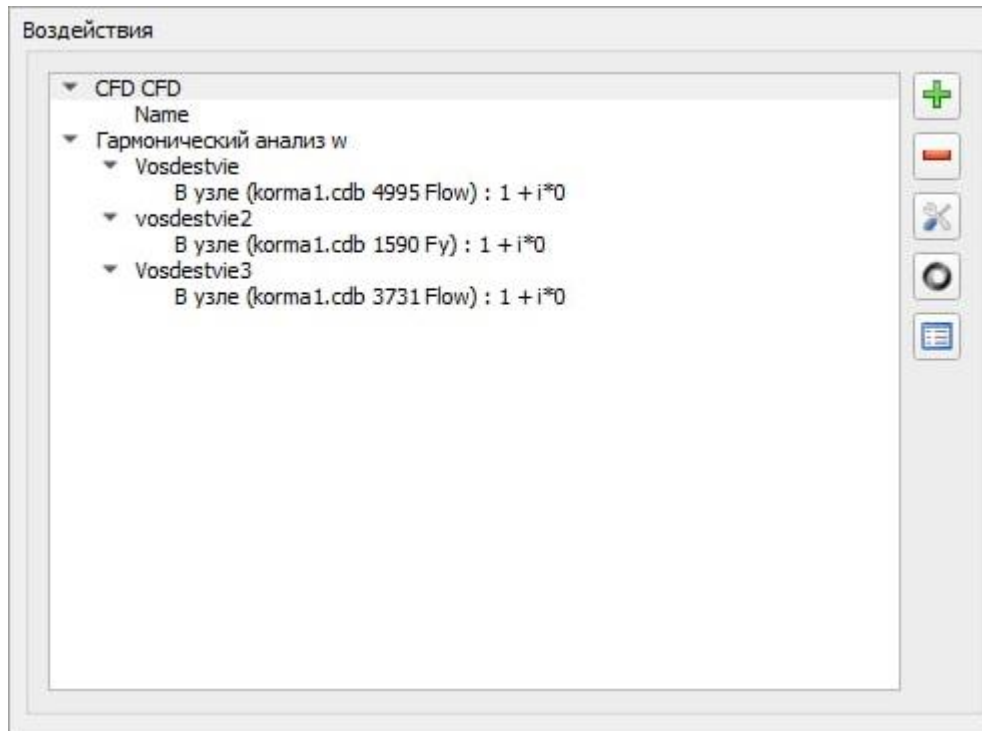 Воздействия
CFD CFD
Name
Гармонический анализ w
Vosdestvie
В узле (korma1.cdb 4995 Flow) : 1 + i*0
vosdestvie2
В узле (korma1.cdb 1590 Fy) : 1 + i*0
Vosdestvie3
В узле (korma1.cdb 3731 Flow) : 1 + i*0